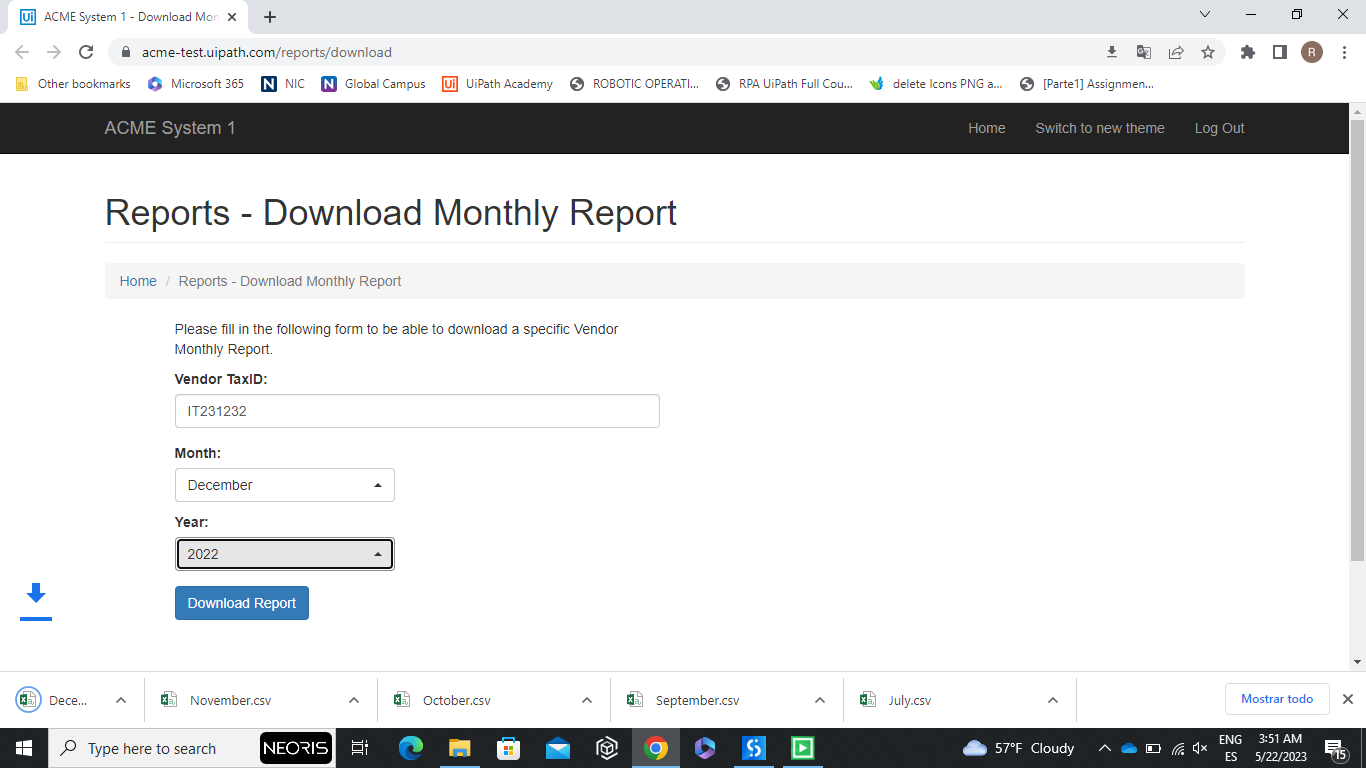 ACME System 1 - Download Mon
acme-test.uipath.com/reports/download
R
Other bookmarks
Microsoft 365
NIC
Global Campus
UiPath Academy
ROBOTIC OPERATI...
RPA UiPath Full Cou...
delete Icons PNG a...
[Parte1] Assignmen...
ACME System 1
Home
Switch to new theme
Log Out
Reports - Download Monthly Report
Home / Reports - Download Monthly Report
Please fill in the following form to be able to download a specific Vendor
Monthly Report.
Vendor TaxID:
IT231232
Month:
December
Year:
2022
Download Report
Dece...
November.csv
October.csv
September.csv
July.csv
Mostrar todo
Type here to search
NEORIS
57°F Cloudy
ENG
ES
3:51 AM
5/22/2023
15